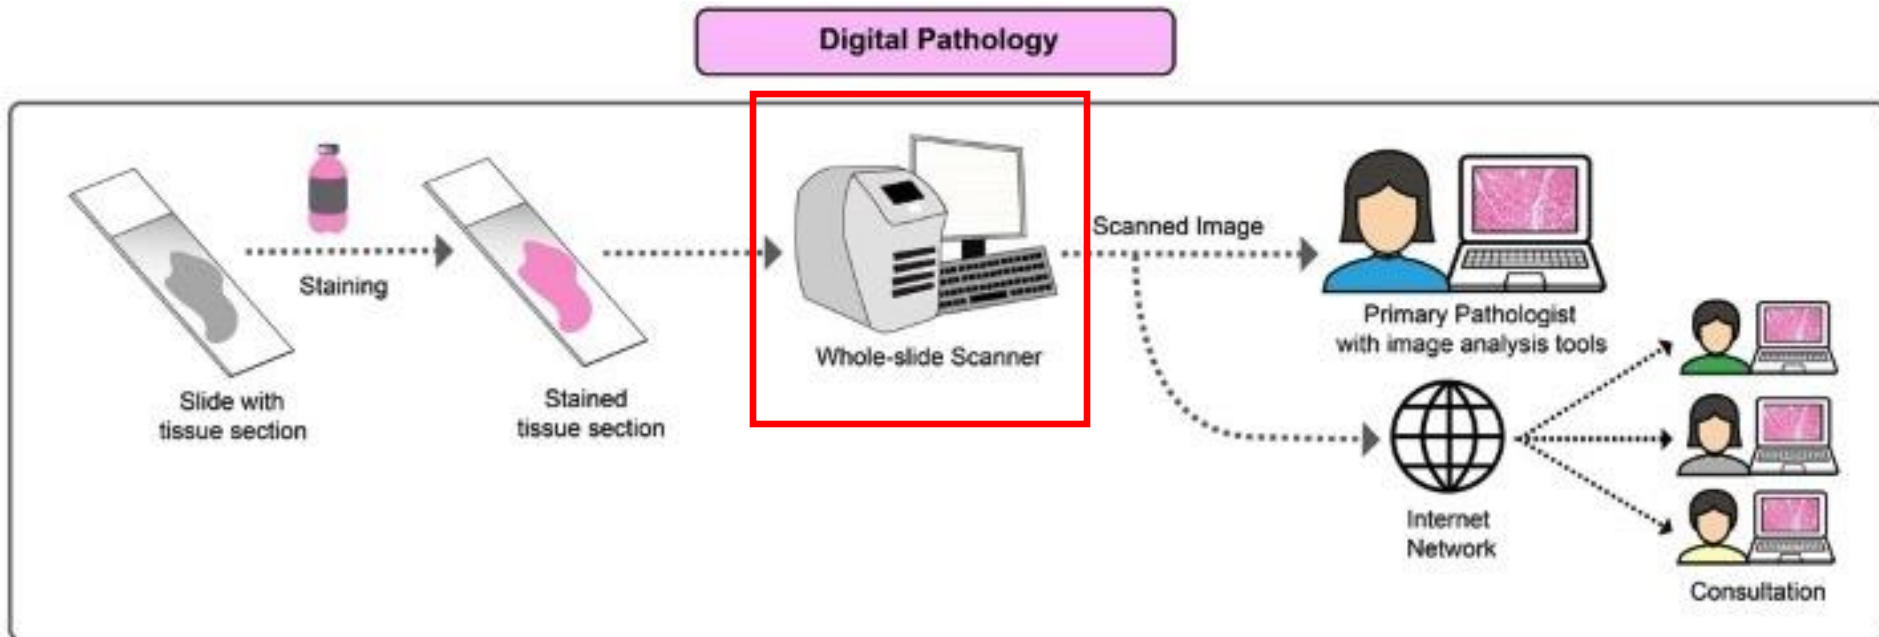 Digital Pathology
Staining
Slide with
tissue section
Stained
tissue section
Whole-slide Scanner
Scanned Image
Primary Pathologist
with image analysis tools
Internet
Network
Consultation